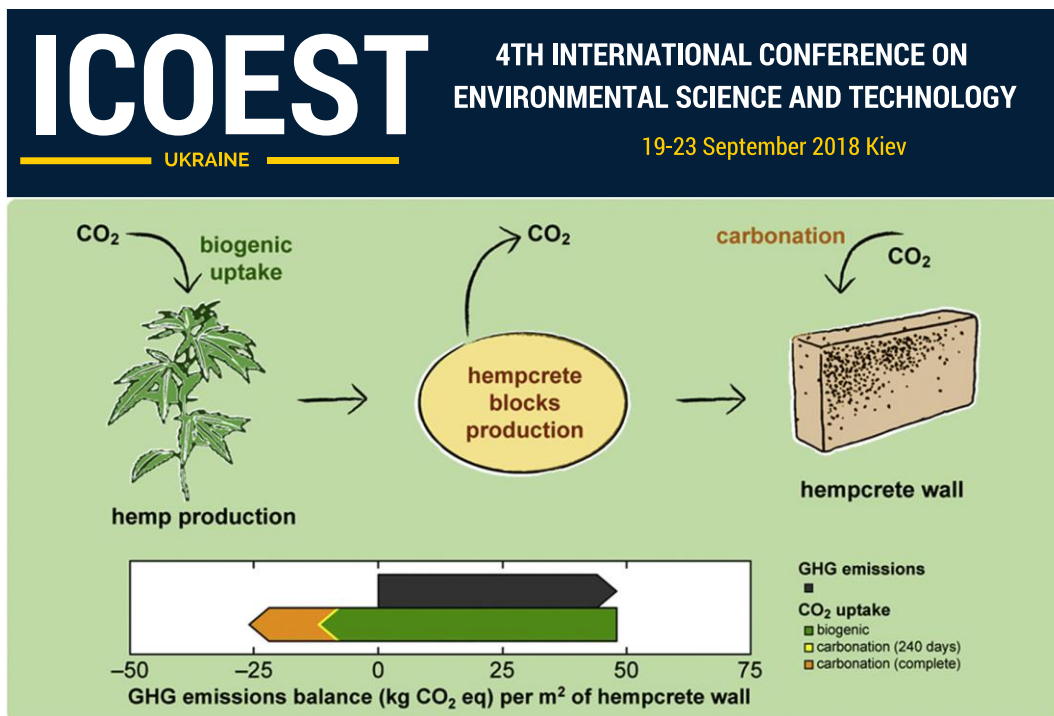 ICOEST
UKRAINE
4TH INTERNATIONAL CONFERENCE ON
ENVIRONMENTAL SCIENCE AND TECHNOLOGY
19-23 September 2018 Kiev
CO₂
biogenic
uptake
CO₂
carbonation
CO₂
hempcrete
blocks
production
hemp production
hempcrete wall
GHG emissions
CO₂ uptake
biogenic
carbonation (240 days)
carbonation (complete)
−50 −25 0 25 50 75
GHG emissions balance (kg CO₂ eq) per m² of hempcrete wall